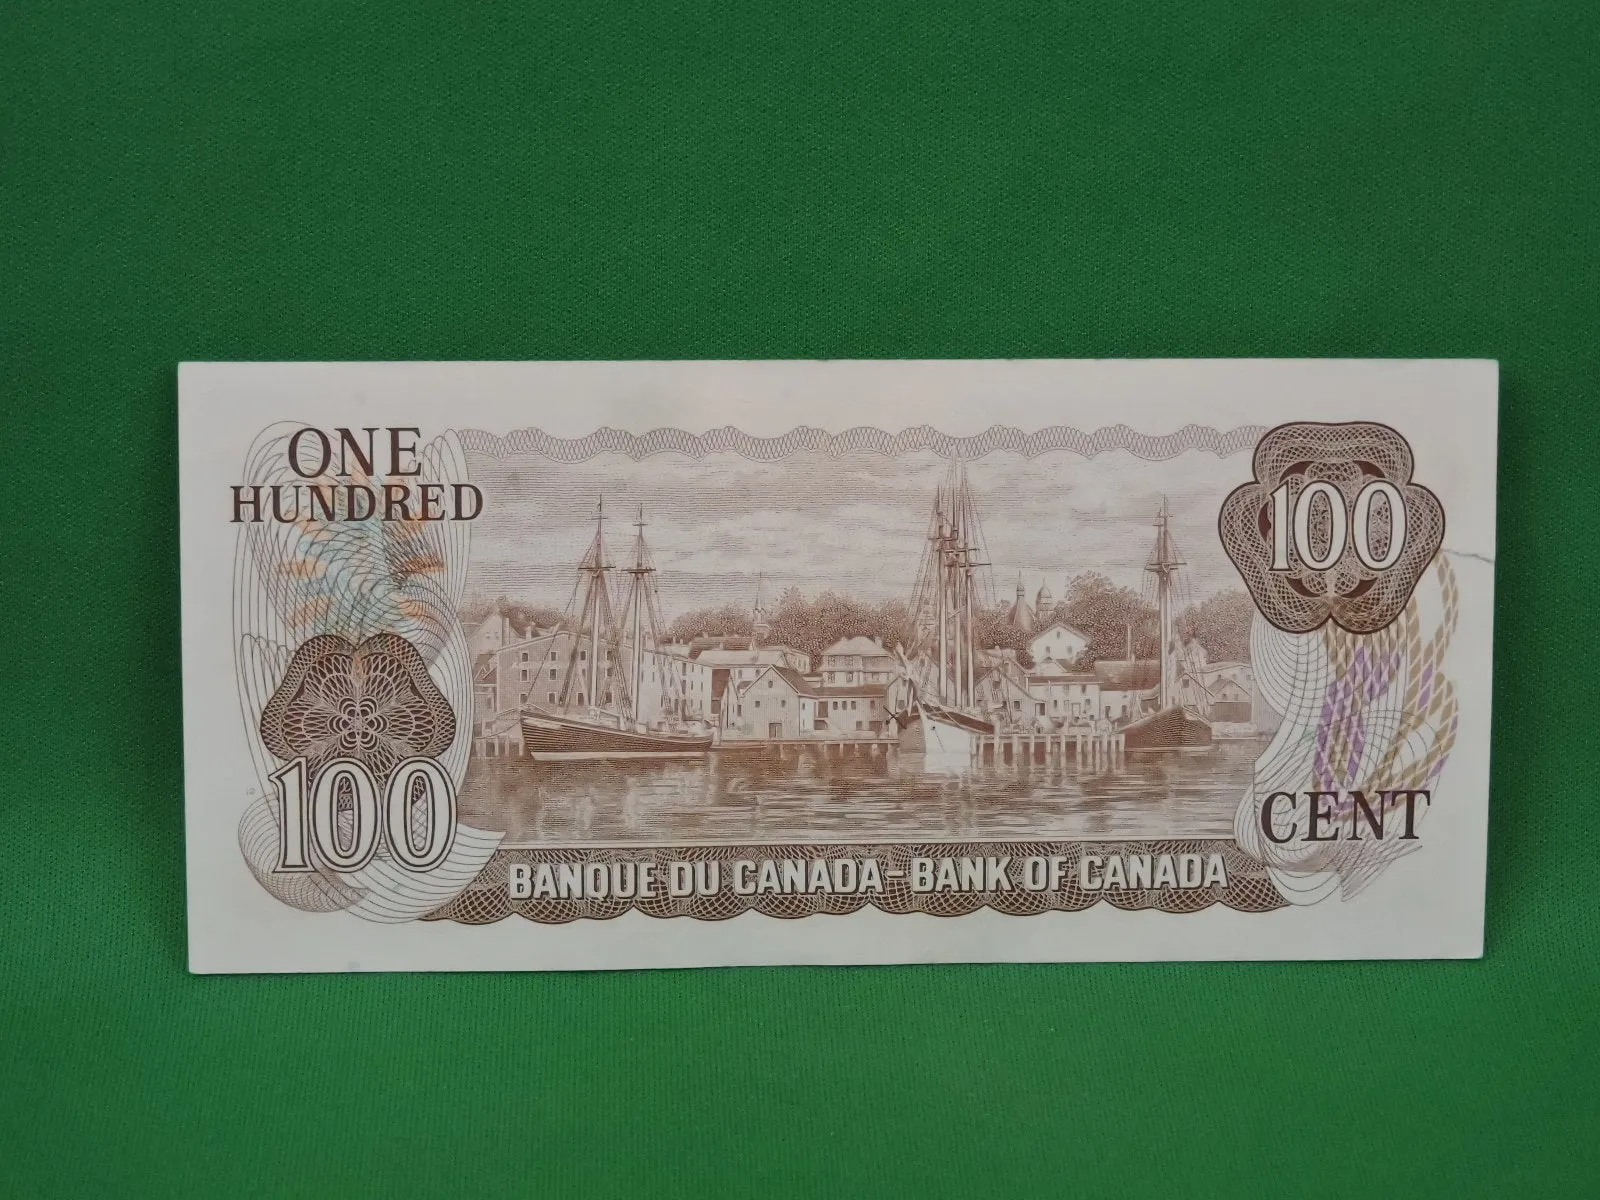 ONE
HUNDRED
100
100
CENT
BANQUE DU CANADA-BANK OF CANADA